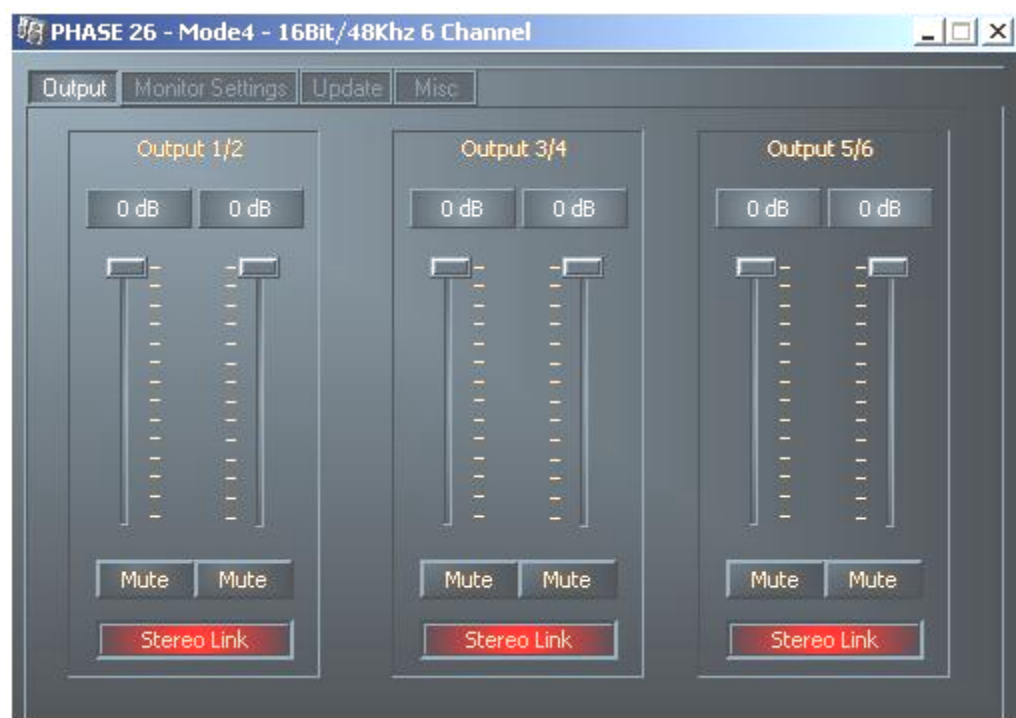 PHASE 26 - Mode4 - 16Bit/48Khz 6 Channel
Output Monitor Settings Update Misc
Output 1/2 Output 3/4 Output 5/6
0 dB 0 dB 0 dB 0 dB 0 dB 0 dB
Mute Mute Mute Mute Mute Mute
Stereo Link Stereo Link Stereo Link